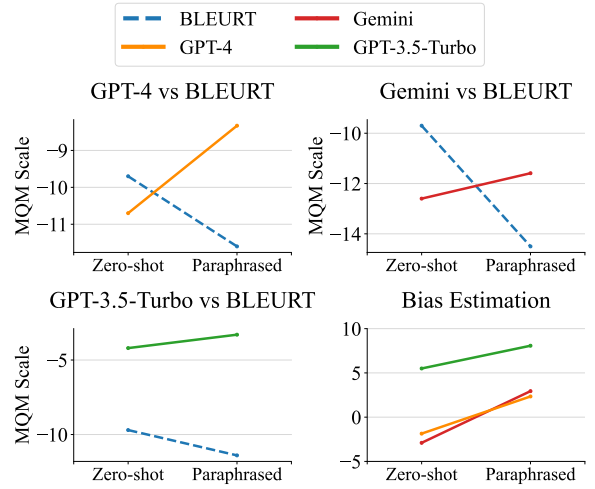 BLEURT
Gemini
GPT-4
GPT-3.5-Turbo
GPT-4 vs BLEURT
MQM Scale
−9
−10
−11
Zero-shot
Paraphrased
Gemini vs BLEURT
MQM Scale
−10
−12
−14
Zero-shot
Paraphrased
GPT-3.5-Turbo vs BLEURT
MQM Scale
−5
−10
Zero-shot
Paraphrased
Bias Estimation
10
5
0
−5
Zero-shot
Paraphrased